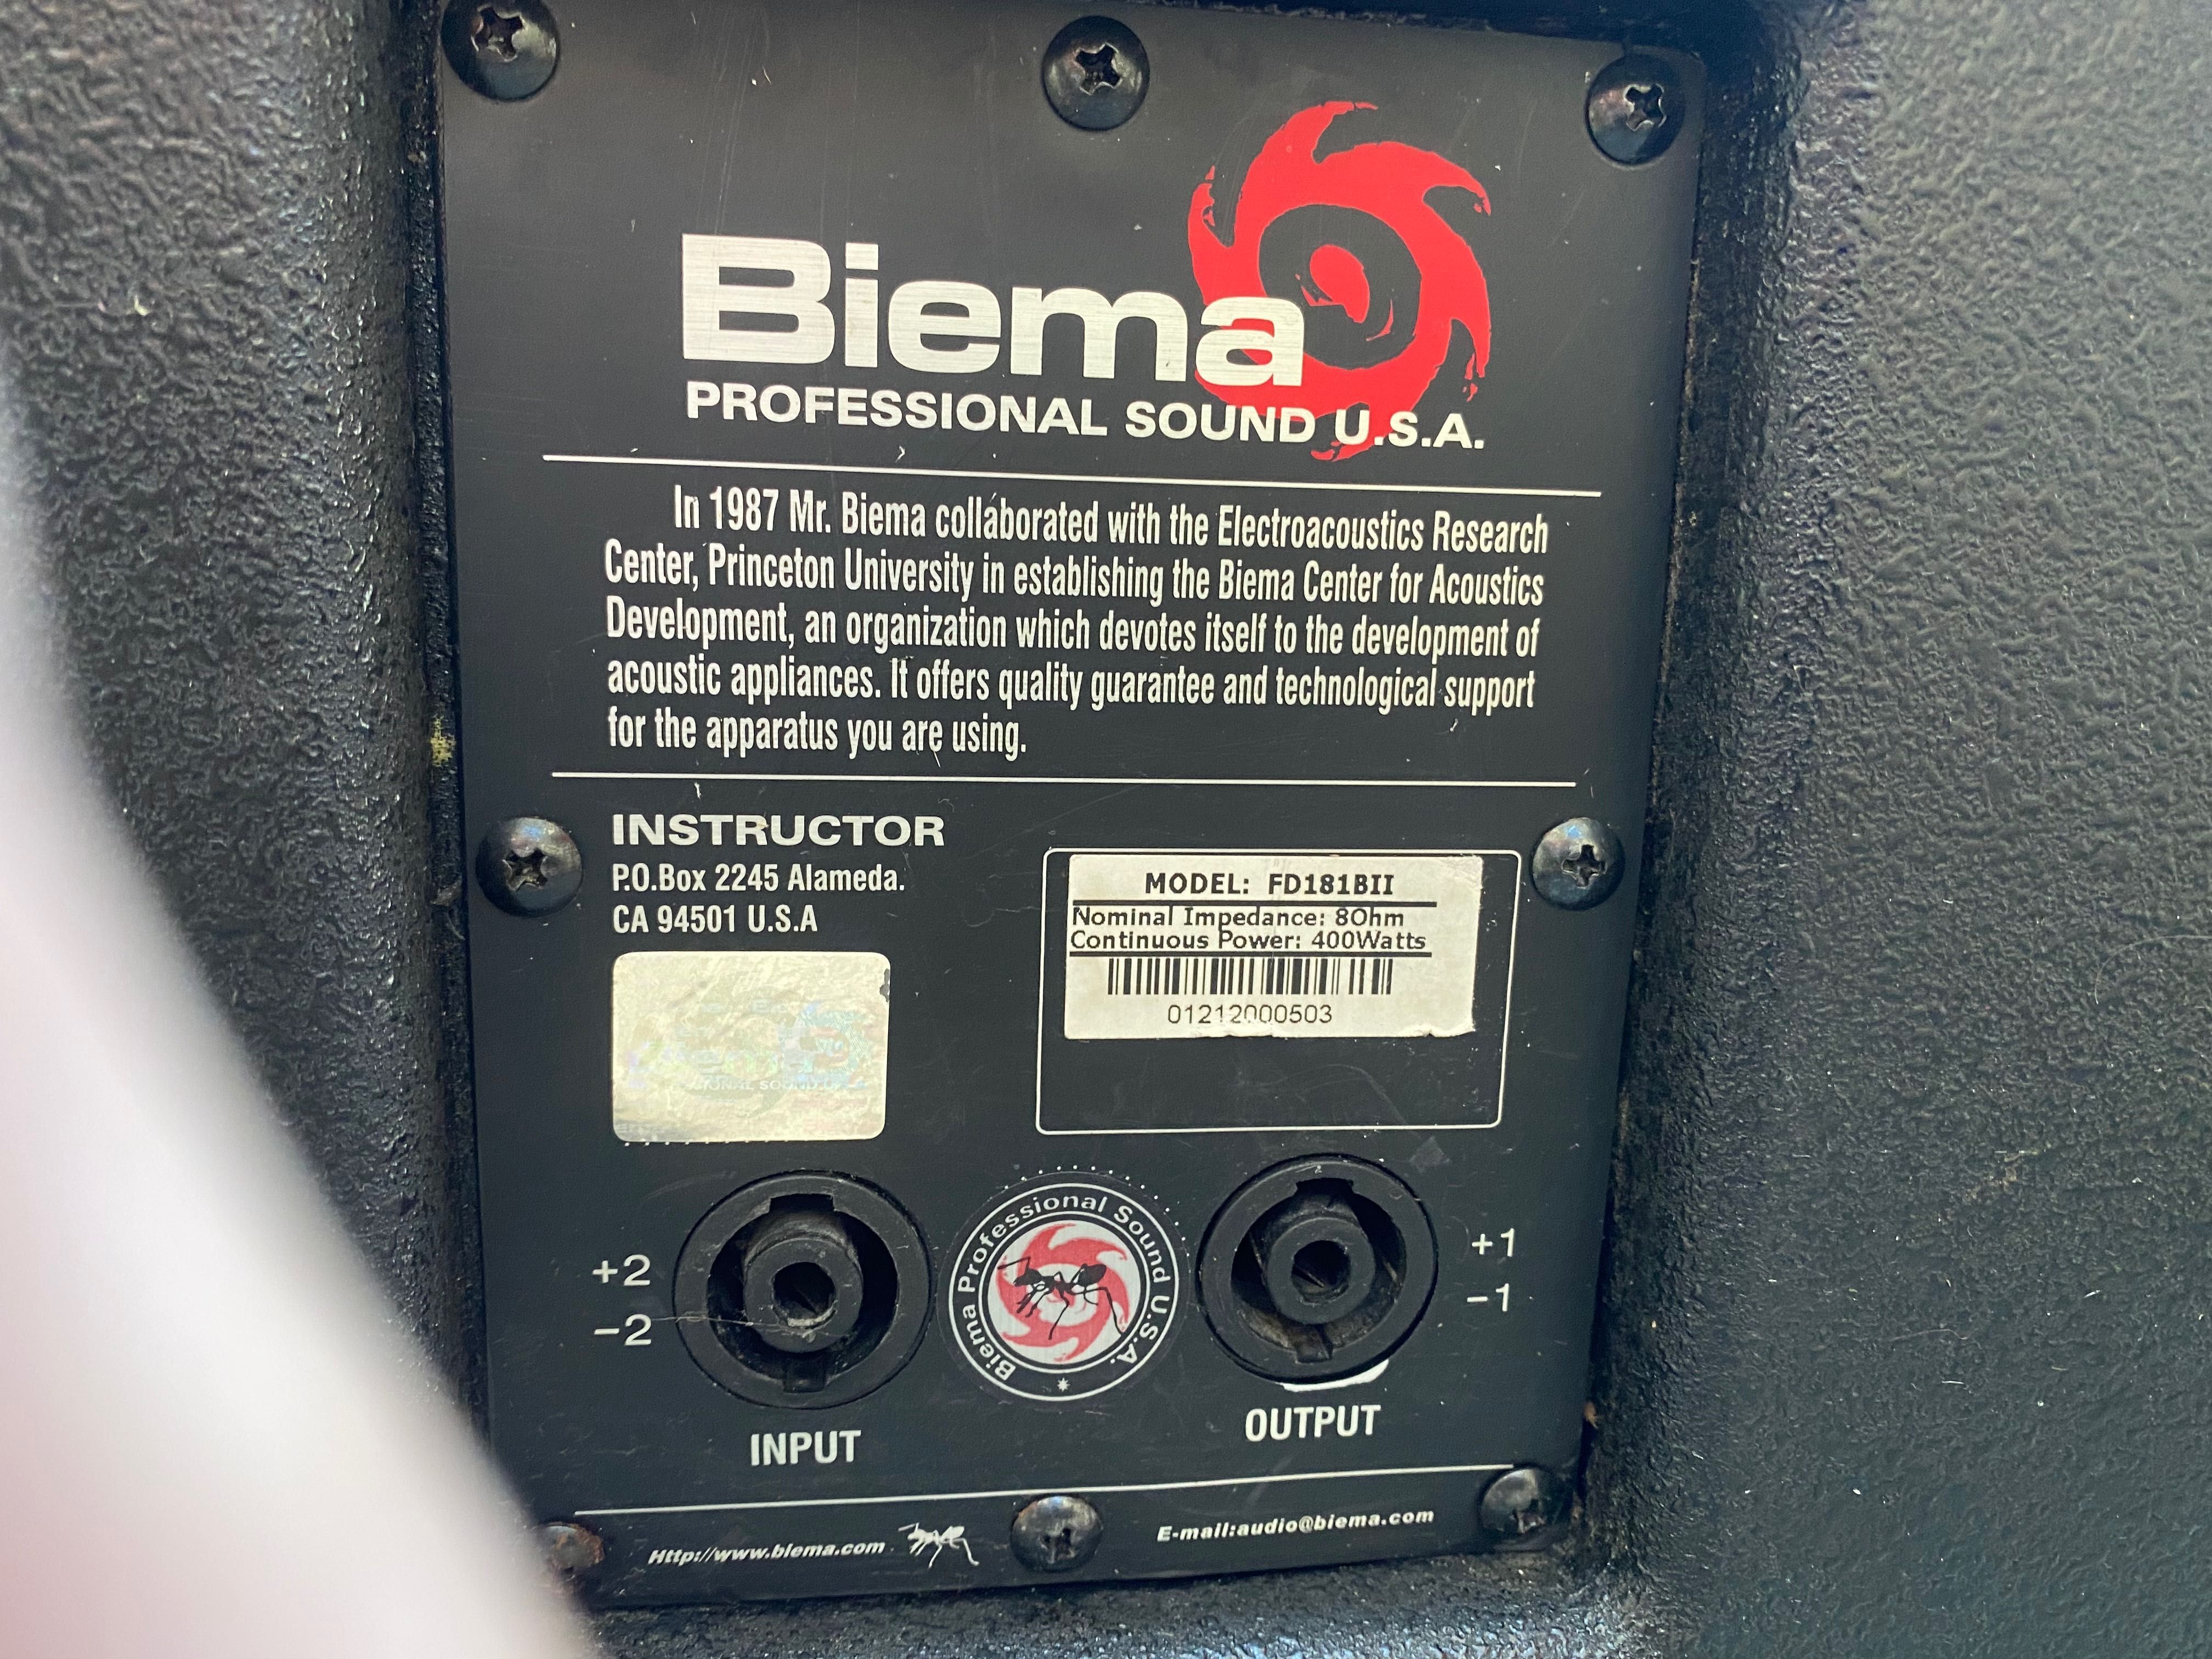 Biema
PROFESSIONAL SOUND U.S.A.
In 1987 Mr. Biema collaborated with the Electroacoustics Research
Center, Princeton University in establishing the Biema Center for Acoustics
Development, an organization which devotes itself to the development of
acoustic appliances. It offers quality guarantee and technological support
for the apparatus you are using.
INSTRUCTOR
P.O.Box 2245 Alameda.
CA 94501 U.S.A
MODEL: FD181BII
Nominal Impedance: 8Ohm
Continuous Power: 400Watts
01212000503
+2
-2
Biema Professional Sound U.S.A.
+1
-1
INPUT
OUTPUT
Http://www.biema.com
E-mail:audio@biema.com